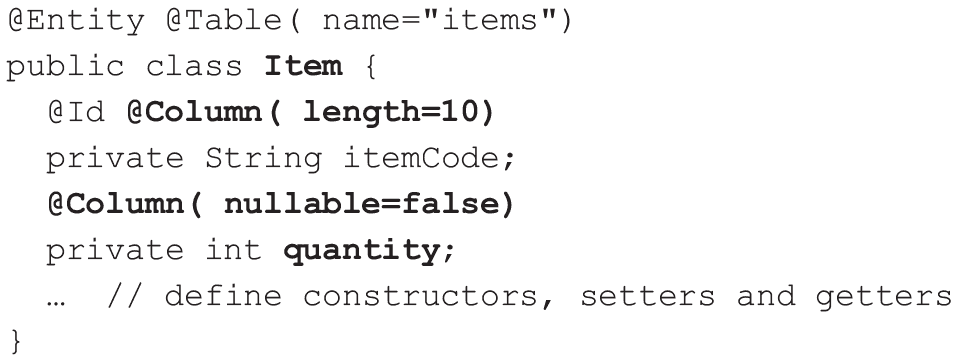 @Entity @Table( name="items")
public class Item {
@Id @Column( length=10)
private String itemCode;
@Column( nullable=false)
private int quantity;
… // define constructors, setters and getters
}